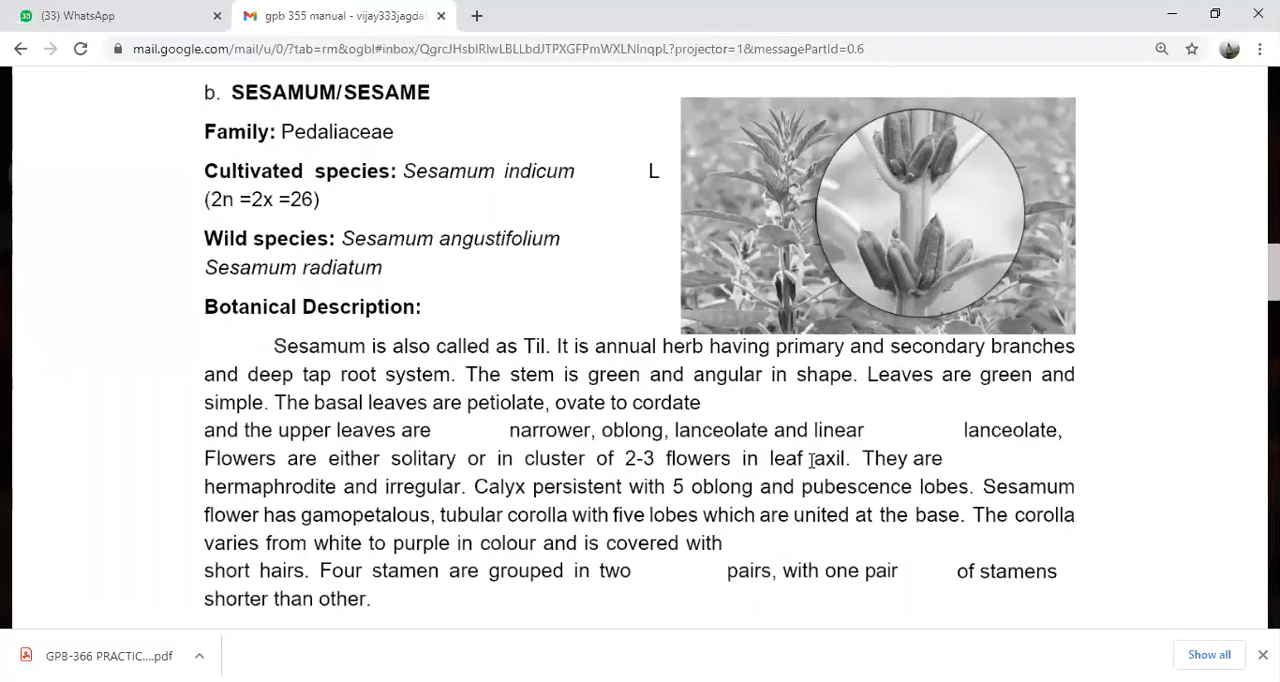 (33) WhatsApp
gpb 355 manual - vijay333jagda
mail.google.com/mail/u/0/?tab=rm&ogbl#inbox/QgrcJHsblRlwLBLLbdJTPXGFPmWXLNlnqpL?projector=1&messagePartId=0.6
b. SESAMUM/SESAME
Family: Pedaliaceae
Cultivated species: Sesamum indicum L
(2n =2x =26)
Wild species: Sesamum angustifolium
Sesamum radiatum
Botanical Description:
Sesamum is also called as Til. It is annual herb having primary and secondary branches
and deep tap root system. The stem is green and angular in shape. Leaves are green and
simple. The basal leaves are petiolate, ovate to cordate
and the upper leaves are narrower, oblong, lanceolate and linear lanceolate,
Flowers are either solitary or in cluster of 2-3 flowers in leaf axil. They are
hermaphrodite and irregular. Calyx persistent with 5 oblong and pubescence lobes. Sesamum
flower has gamopetalous, tubular corolla with five lobes which are united at the base. The corolla
varies from white to purple in colour and is covered with
short hairs. Four stamen are grouped in two pairs, with one pair of stamens
shorter than other.
GPB-366 PRACTIC....pdf
Show all